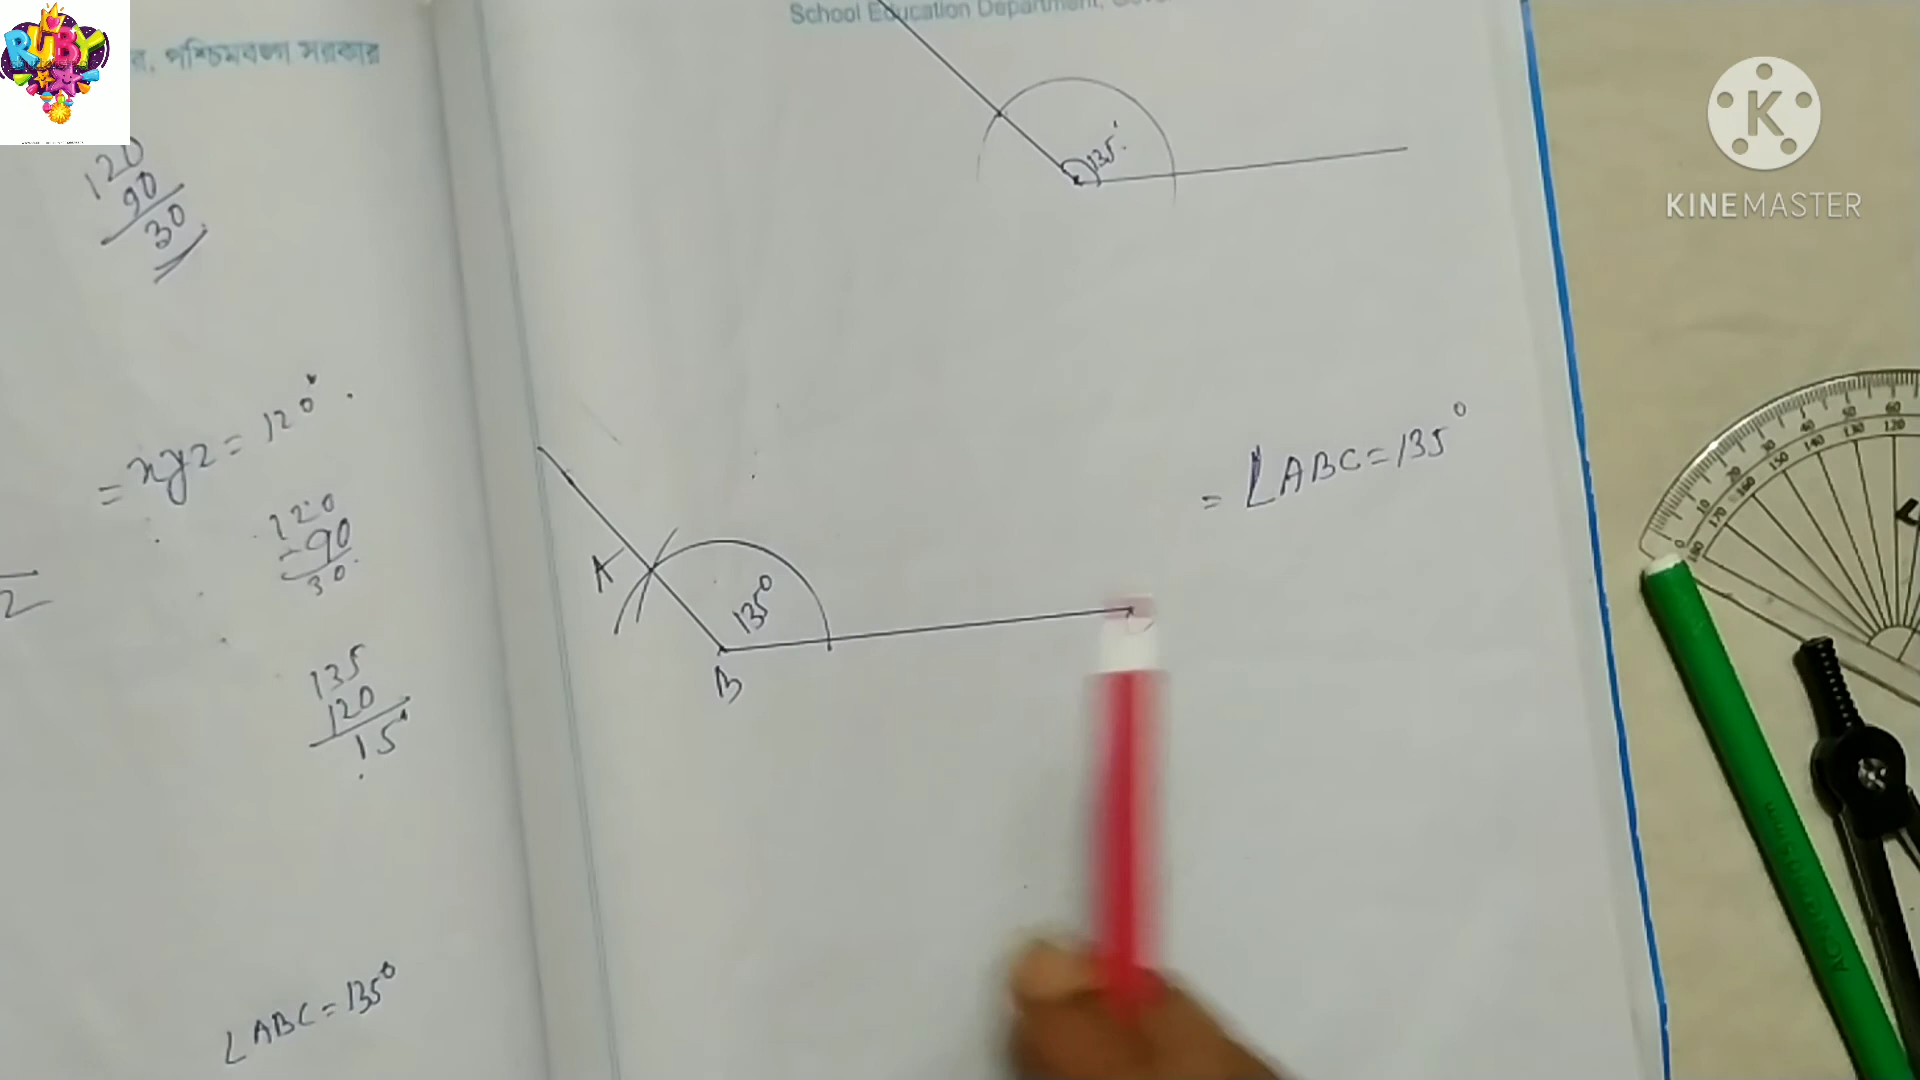 RUBY
র, পশ্চিমবঙ্গ সরকার
120
90
30
= xyz = 120°.
120
-90
30.
135
120
15°
2
∠ABC = 135°
School Education Department,
135°
= ∠ABC = 135°
A
135°
B
K
KINEMASTER